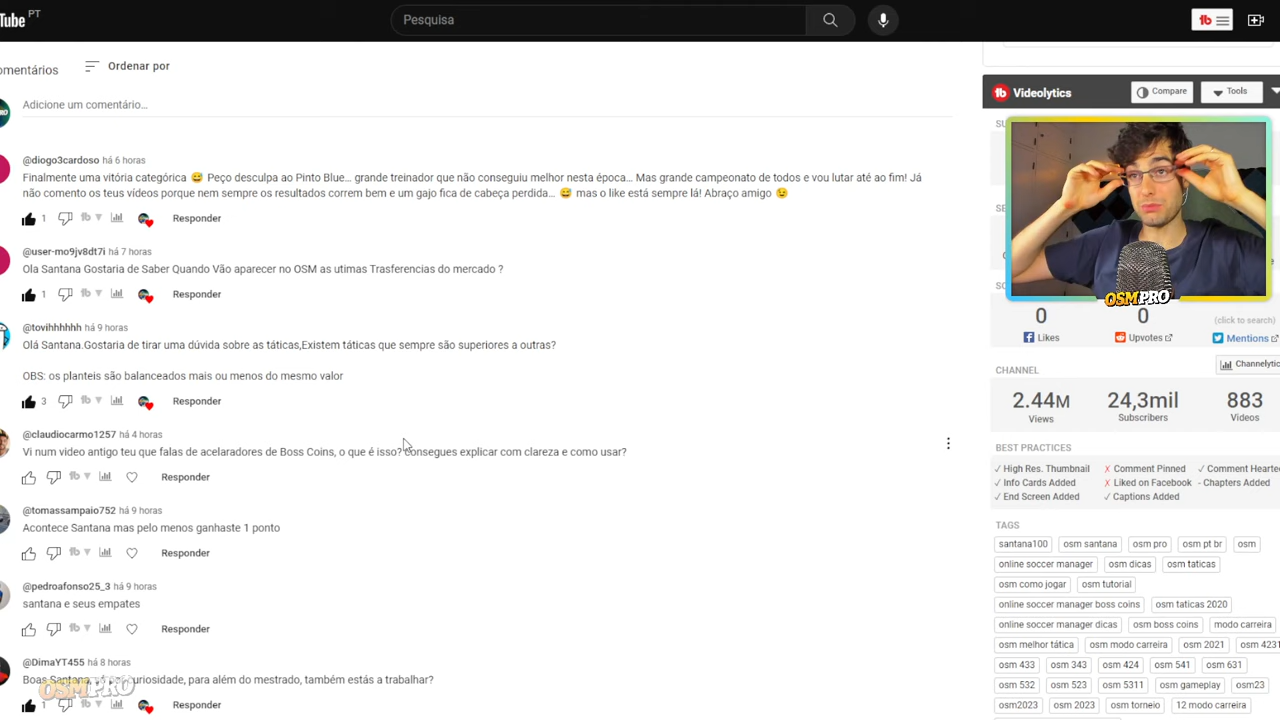 Tube PT
Pesquisa
omentários
Ordenar por
Adicione um comentário...
@diogo3cardoso há 6 horas
Finalmente uma vitória categórica 😅 Peço desculpa ao Pinto Blue... grande treinador que não conseguiu melhor nesta época... Mas grande campeonato de todos e vou lutar até ao fim! Já
não comento os teus vídeos porque nem sempre os resultados correm bem e um gajo fica de cabeça perdida... 😅 mas o like está sempre lá! Abraço amigo 😉
1 Responder
@user-mo9jv8dt7i há 7 horas
Ola Santana Gostaria de Saber Quando Vão aparecer no OSM as utimas Trasferencias do mercado ?
1 Responder
@tovihhhhhh há 9 horas
Olá Santana.Gostaria de tirar uma dúvida sobre as táticas,Existem táticas que sempre são superiores a outras?
OBS: os planteis são balanceados mais ou menos do mesmo valor
3 Responder
@claudiocarmo1257 há 4 horas
Vi num video antigo teu que falas de acelaradores de Boss Coins, o que é isso? consegues explicar com clareza e como usar?
Responder
@tomassampaio752 há 9 horas
Acontece Santana mas pelo menos ganhaste 1 ponto
Responder
@pedroafonso25_3 há 9 horas
santana e seus empates
Responder
@DimaYT455 há 8 horas
Boas Santana, curiosidade, para além do mestrado, também estás a trabalhar?
1 Responder
OSM PRO
Videolytics
Compare
Tools
OSM PRO
0 0 (click to search)
Likes Upvotes Mentions
Channelytic
CHANNEL
2.44M 24,3mil 883
Views Subscribers Videos
BEST PRACTICES
✓ High Res. Thumbnail ✗ Comment Pinned ✓ Comment Hearte
✓ Info Cards Added ✗ Liked on Facebook - Chapters Added
✓ End Screen Added ✓ Captions Added
TAGS
santana100 osm santana osm pro osm pt br osm
online soccer manager osm dicas osm taticas
osm como jogar osm tutorial
online soccer manager boss coins osm taticas 2020
online soccer manager dicas osm boss coins modo carreira
osm melhor tática osm modo carreira osm 2021 osm 4231
osm 433 osm 343 osm 424 osm 541 osm 631
osm 532 osm 523 osm 5311 osm gameplay osm23
osm2023 osm 2023 osm torneio 12 modo carreira